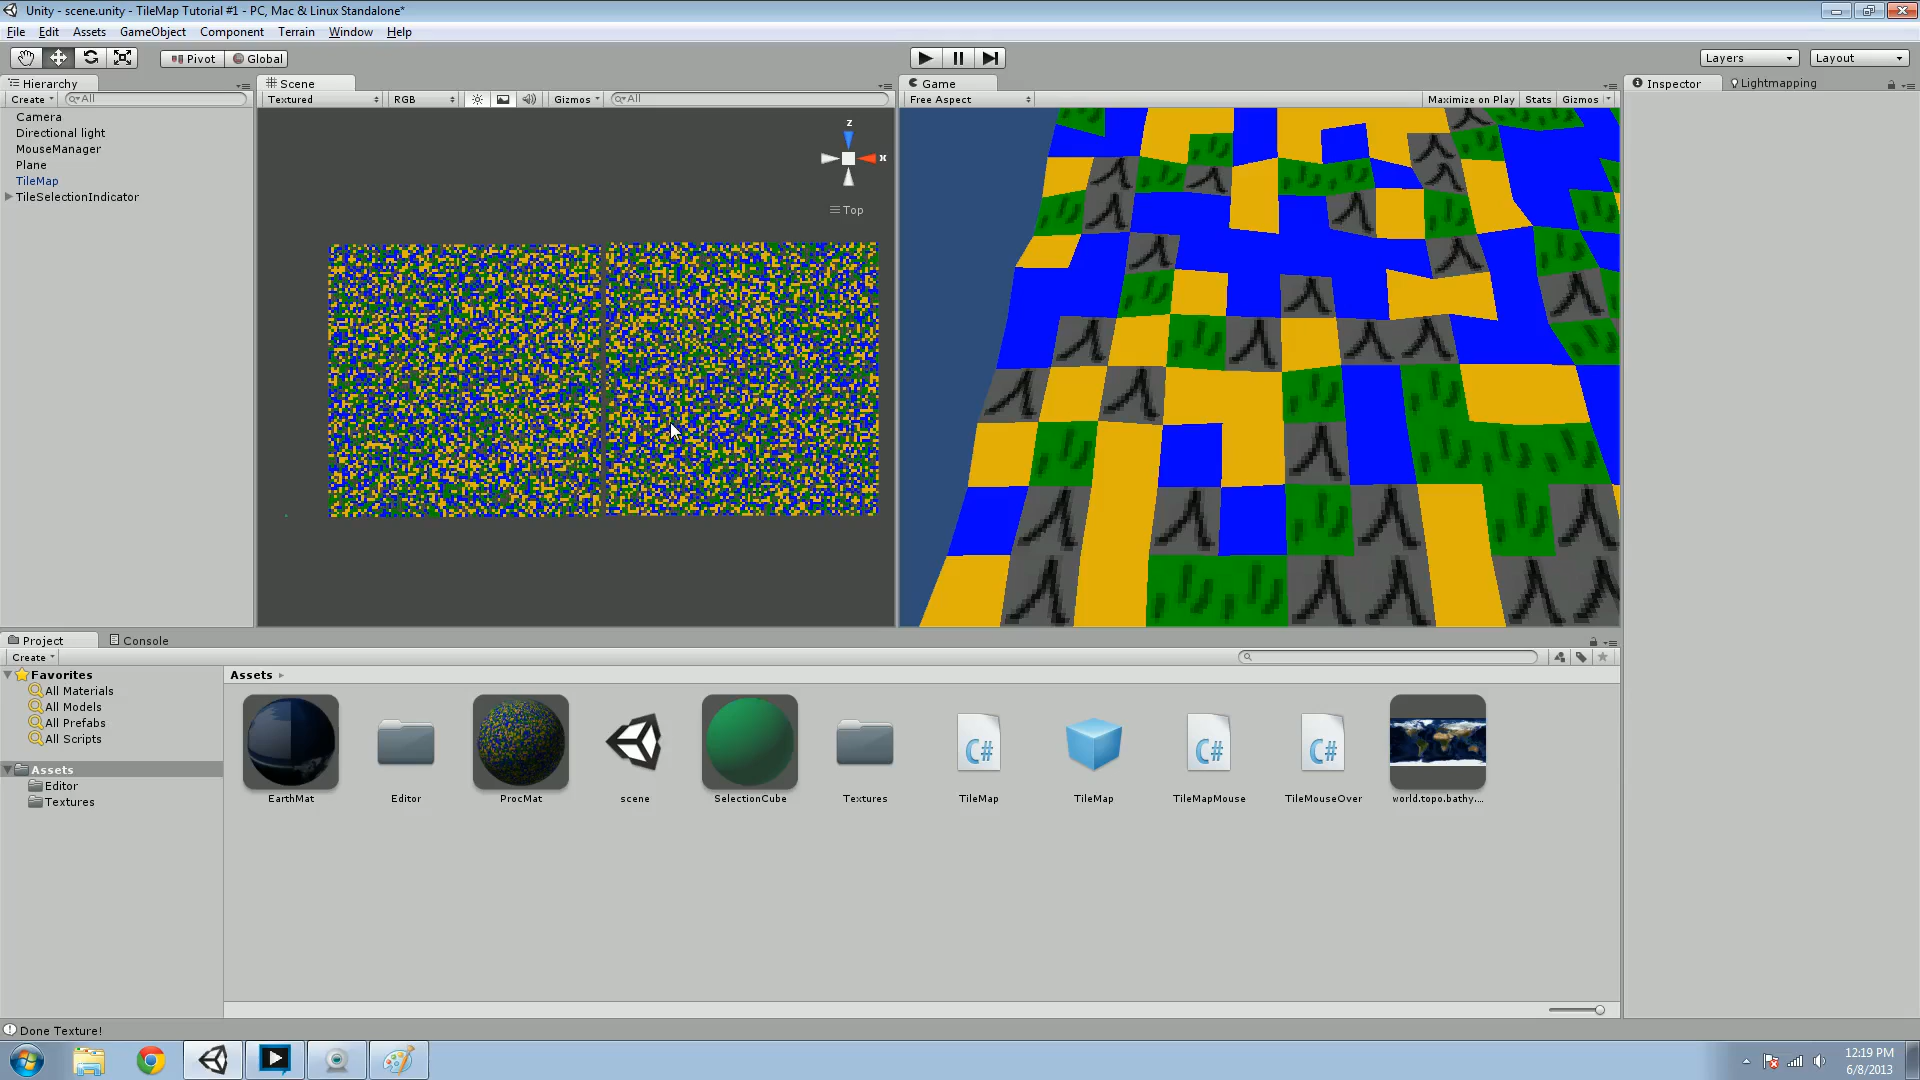 Unity - scene.unity - TileMap Tutorial #1 - PC, Mac & Linux Standalone*
File Edit Assets GameObject Component Terrain Window Help
Pivot Global Layers Layout
Hierarchy
Create All
Camera
Directional light
MouseManager
Plane
TileMap
TileSelectionIndicator
Scene
Textured RGB Gizmos All
z
x
Top
Game
Free Aspect Maximize on Play Stats Gizmos
Inspector Lightmapping
Project Console
Create
Favorites
All Materials
All Models
All Prefabs
All Scripts
Assets
Editor
Textures
Assets
C# C# C#
EarthMat Editor ProcMat scene SelectionCube Textures TileMap TileMap TileMapMouse TileMouseOver world.topo.bathy....
Done Texture!
12:19 PM
6/8/2013